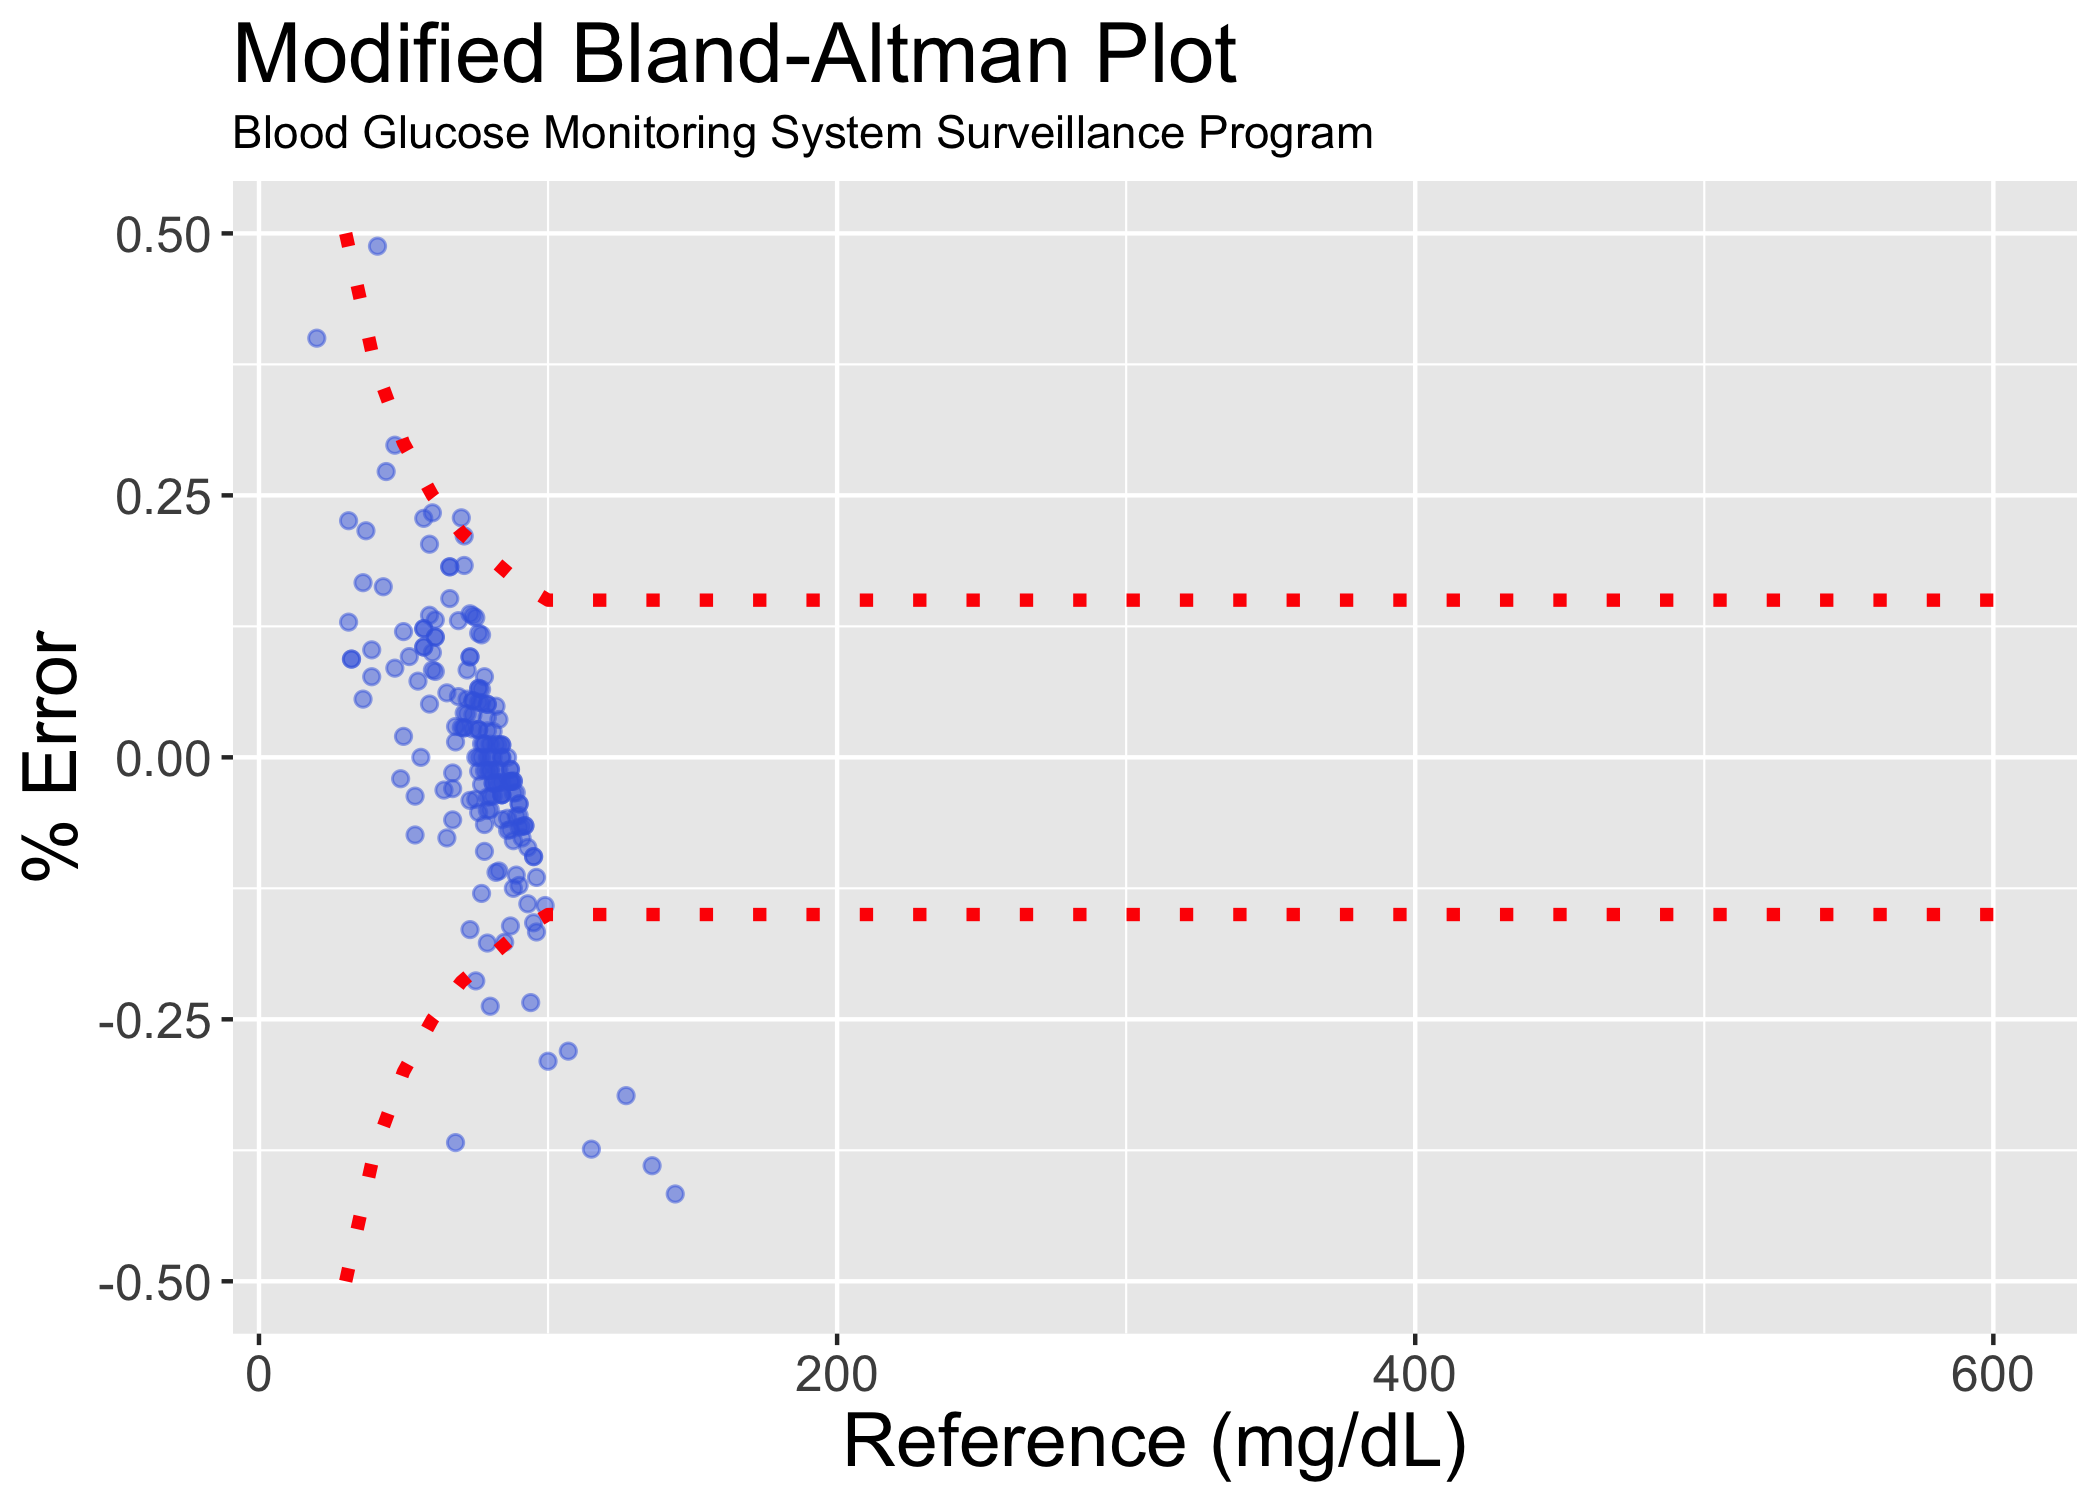 Modified Bland-Altman Plot
Blood Glucose Monitoring System Surveillance Program
% Error
0.50
0.25
0.00
-0.25
-0.50
0 200 400 600
Reference (mg/dL)